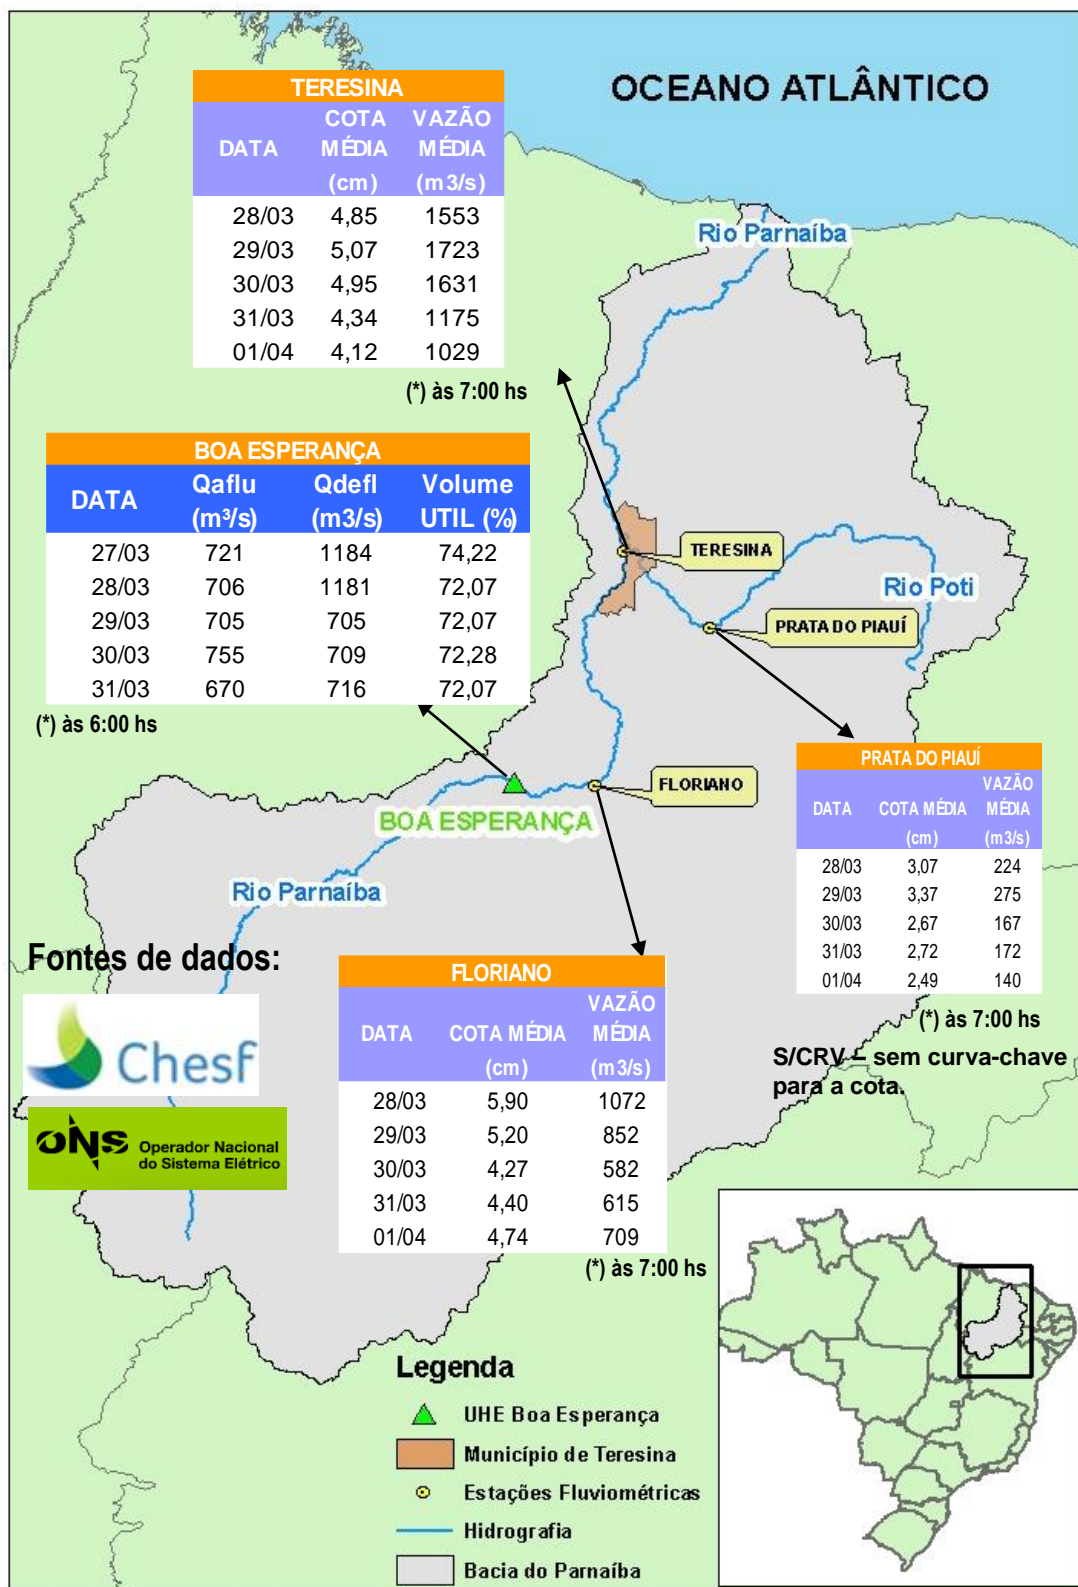 OCEANO ATLÂNTICO
TERESINA
DATA COTA MÉDIA (cm) VAZÃO MÉDIA (m3/s)
28/03 4,85 1553
29/03 5,07 1723
30/03 4,95 1631
31/03 4,34 1175
01/04 4,12 1029
(*) às 7:00 hs
Rio Parnaíba
BOA ESPERANÇA
DATA Qaflu (m³/s) Qdefl (m3/s) Volume UTIL (%)
27/03 721 1184 74,22
28/03 706 1181 72,07
29/03 705 705 72,07
30/03 755 709 72,28
31/03 670 716 72,07
(*) às 6:00 hs
TERESINA
Rio Poti
PRATA DO PIAUÍ
FLORIANO
BOA ESPERANÇA
Rio Parnaíba
PRATA DO PIAUÍ
DATA COTA MÉDIA (cm) VAZÃO MÉDIA (m3/s)
28/03 3,07 224
29/03 3,37 275
30/03 2,67 167
31/03 2,72 172
01/04 2,49 140
(*) às 7:00 hs
S/CRV – sem curva-chave
para a cota.
Fontes de dados:
Chesf
ONS Operador Nacional
do Sistema Elétrico
FLORIANO
DATA COTA MÉDIA (cm) VAZÃO MÉDIA (m3/s)
28/03 5,90 1072
29/03 5,20 852
30/03 4,27 582
31/03 4,40 615
01/04 4,74 709
(*) às 7:00 hs
Legenda
UHE Boa Esperança
Município de Teresina
Estações Fluviométricas
Hidrografia
Bacia do Parnaíba